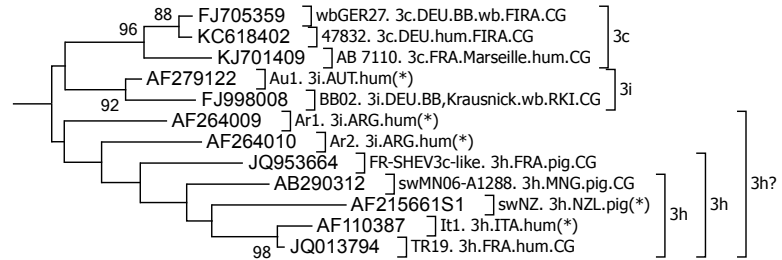 88 FJ705359 wbGER27. 3c.DEU.BB.wb.FIRA.CG
96 KC618402 47832. 3c.DEU.hum.FIRA.CG 3c
KJ701409 AB 7110. 3c.FRA.Marseille.hum.CG
AF279122 Au1. 3i.AUT.hum(*)
92 FJ998008 BB02. 3i.DEU.BB,Krausnick.wb.RKI.CG 3i
AF264009 Ar1. 3i.ARG.hum(*)
AF264010 Ar2. 3i.ARG.hum(*)
JQ953664 FR-SHEV3c-like. 3h.FRA.pig.CG
AB290312 swMN06-A1288. 3h.MNG.pig.CG
AF215661S1 swNZ. 3h.NZL.pig(*) 3h 3h 3h?
AF110387 It1. 3h.ITA.hum(*)
98 JQ013794 TR19. 3h.FRA.hum.CG